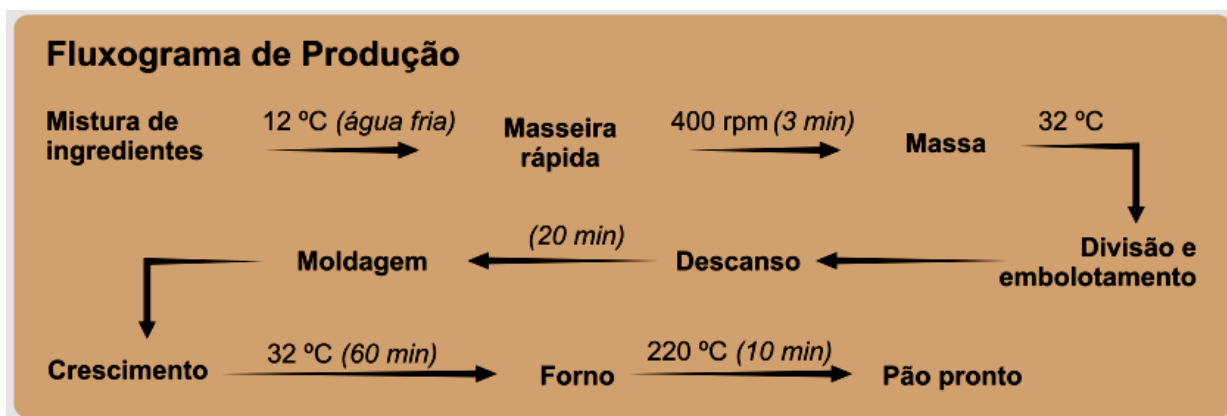 Fluxograma de Produção
Mistura de
ingredientes
12 ºC (água fria)
Masseira
rápida
400 rpm (3 min)
Massa
32 ºC
Divisão e
embolotamento
Descanso
(20 min)
Moldagem
Crescimento
32 ºC (60 min)
Forno
220 ºC (10 min)
Pão pronto